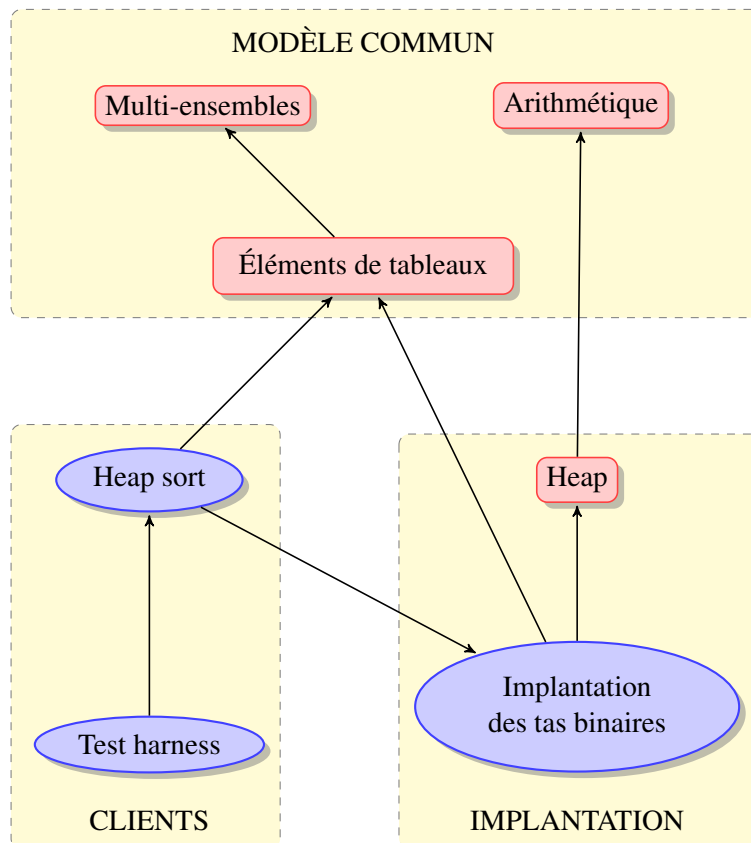 MODÈLE COMMUN
Multi-ensembles
Arithmétique
Éléments de tableaux
Heap sort
Heap
Implantation
des tas binaires
Test harness
CLIENTS
IMPLANTATION